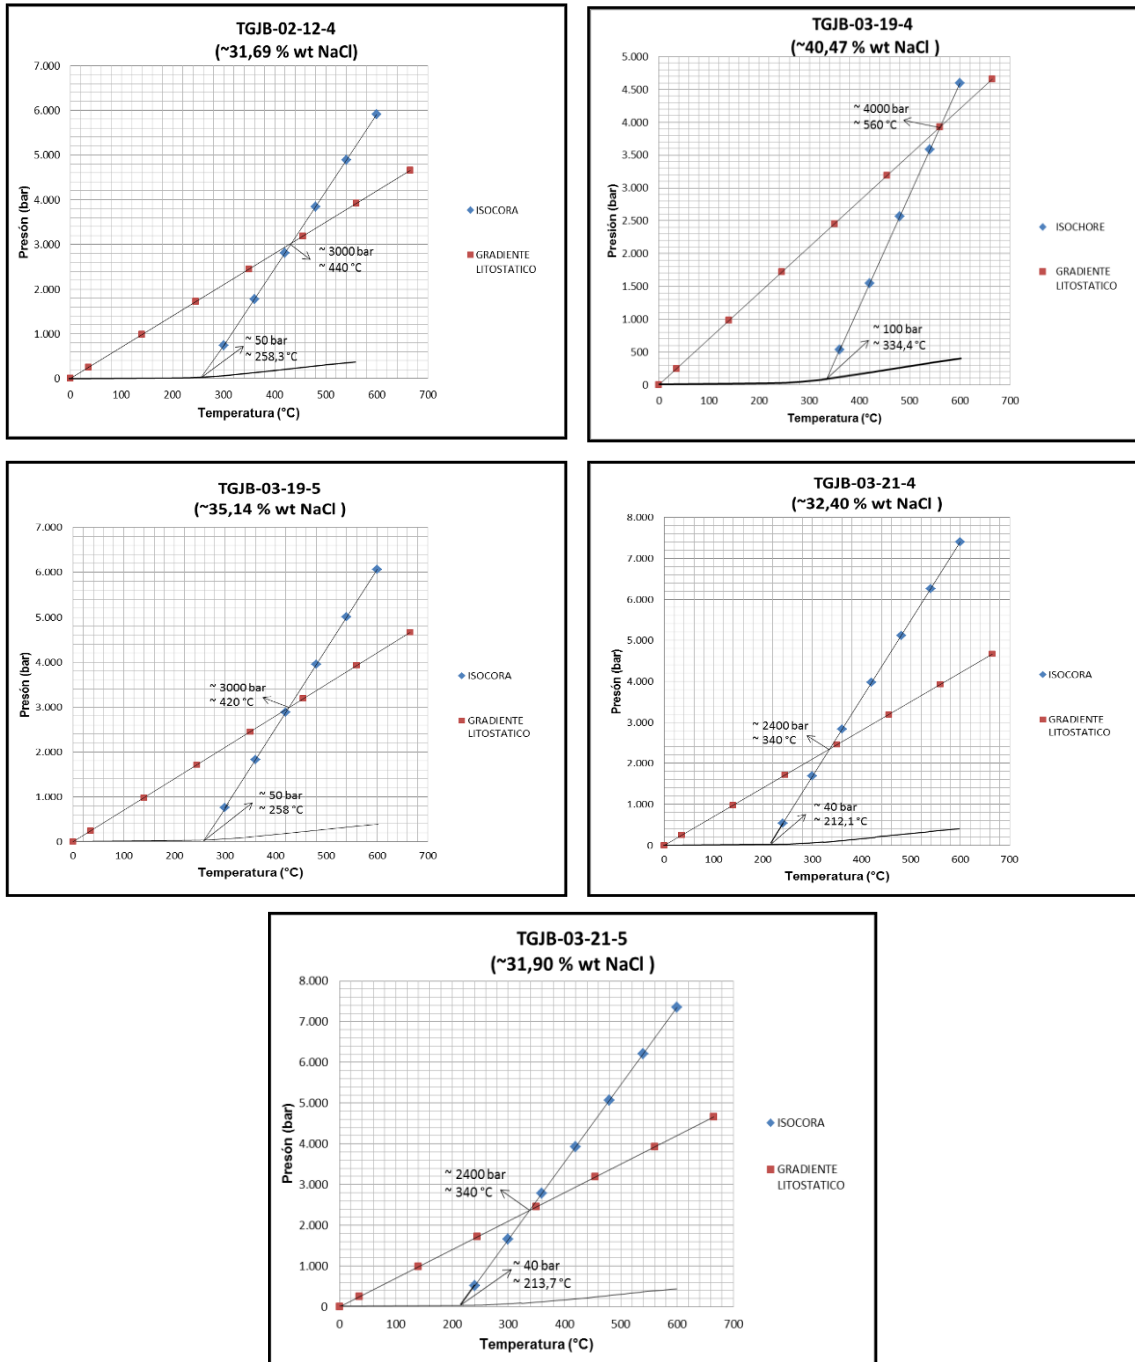 TGJB-02-12-4
(~31,69 % wt NaCl)
7.000
6.000
5.000
4.000
3.000
2.000
1.000
0
Presón (bar)
~ 3000 bar
~ 440 °C
~ 50 bar
~ 258,3 °C
0 100 200 300 400 500 600 700
Temperatura (°C)
ISOCORA
GRADIENTE
LITOSTATICO
TGJB-03-19-4
(~40,47 % wt NaCl )
5.000
4.500
4.000
3.500
3.000
2.500
2.000
1.500
1.000
500
0
Presión (bar)
~ 4000 bar
~ 560 °C
~ 100 bar
~ 334,4 °C
0 100 200 300 400 500 600 700
Temperatura (°C)
ISOCHORE
GRADIENTE
LITOSTATICO
TGJB-03-19-5
(~35,14 % wt NaCl )
7.000
6.000
5.000
4.000
3.000
2.000
1.000
0
Presón (bar)
~ 3000 bar
~ 420 °C
~ 50 bar
~ 258 °C
0 100 200 300 400 500 600 700
Temperatura (°C)
ISOCORA
GRADIENTE
LITOSTATICO
TGJB-03-21-4
(~32,40 % wt NaCl )
8.000
7.000
6.000
5.000
4.000
3.000
2.000
1.000
0
Presón (bar)
~ 2400 bar
~ 340 °C
~ 40 bar
~ 212,1 °C
0 100 200 300 400 500 600 700
Temperatura (°C)
ISOCORA
GRADIENTE
LITOSTATICO
TGJB-03-21-5
(~31,90 % wt NaCl )
8.000
7.000
6.000
5.000
4.000
3.000
2.000
1.000
0
Presón (bar)
~ 2400 bar
~ 340 °C
~ 40 bar
~ 213,7 °C
0 100 200 300 400 500 600 700
Temperatura (°C)
ISOCORA
GRADIENTE
LITOSTATICO